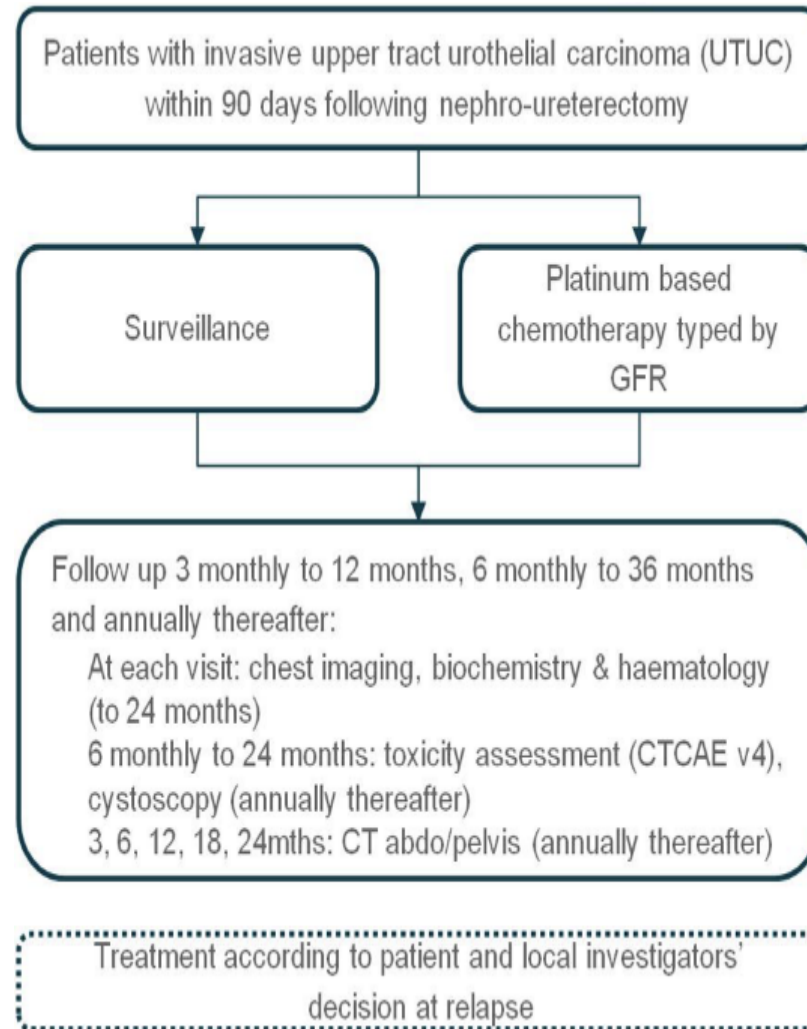 Patients with invasive upper tract urothelial carcinoma (UTUC)
within 90 days following nephro-ureterectomy
Surveillance
Platinum based
chemotherapy typed by
GFR
Follow up 3 monthly to 12 months, 6 monthly to 36 months
and annually thereafter:
At each visit: chest imaging, biochemistry & haematology
(to 24 months)
6 monthly to 24 months: toxicity assessment (CTCAE v4),
cystoscopy (annually thereafter)
3, 6, 12, 18, 24mths: CT abdo/pelvis (annually thereafter)
Treatment according to patient and local investigators'
decision at relapse